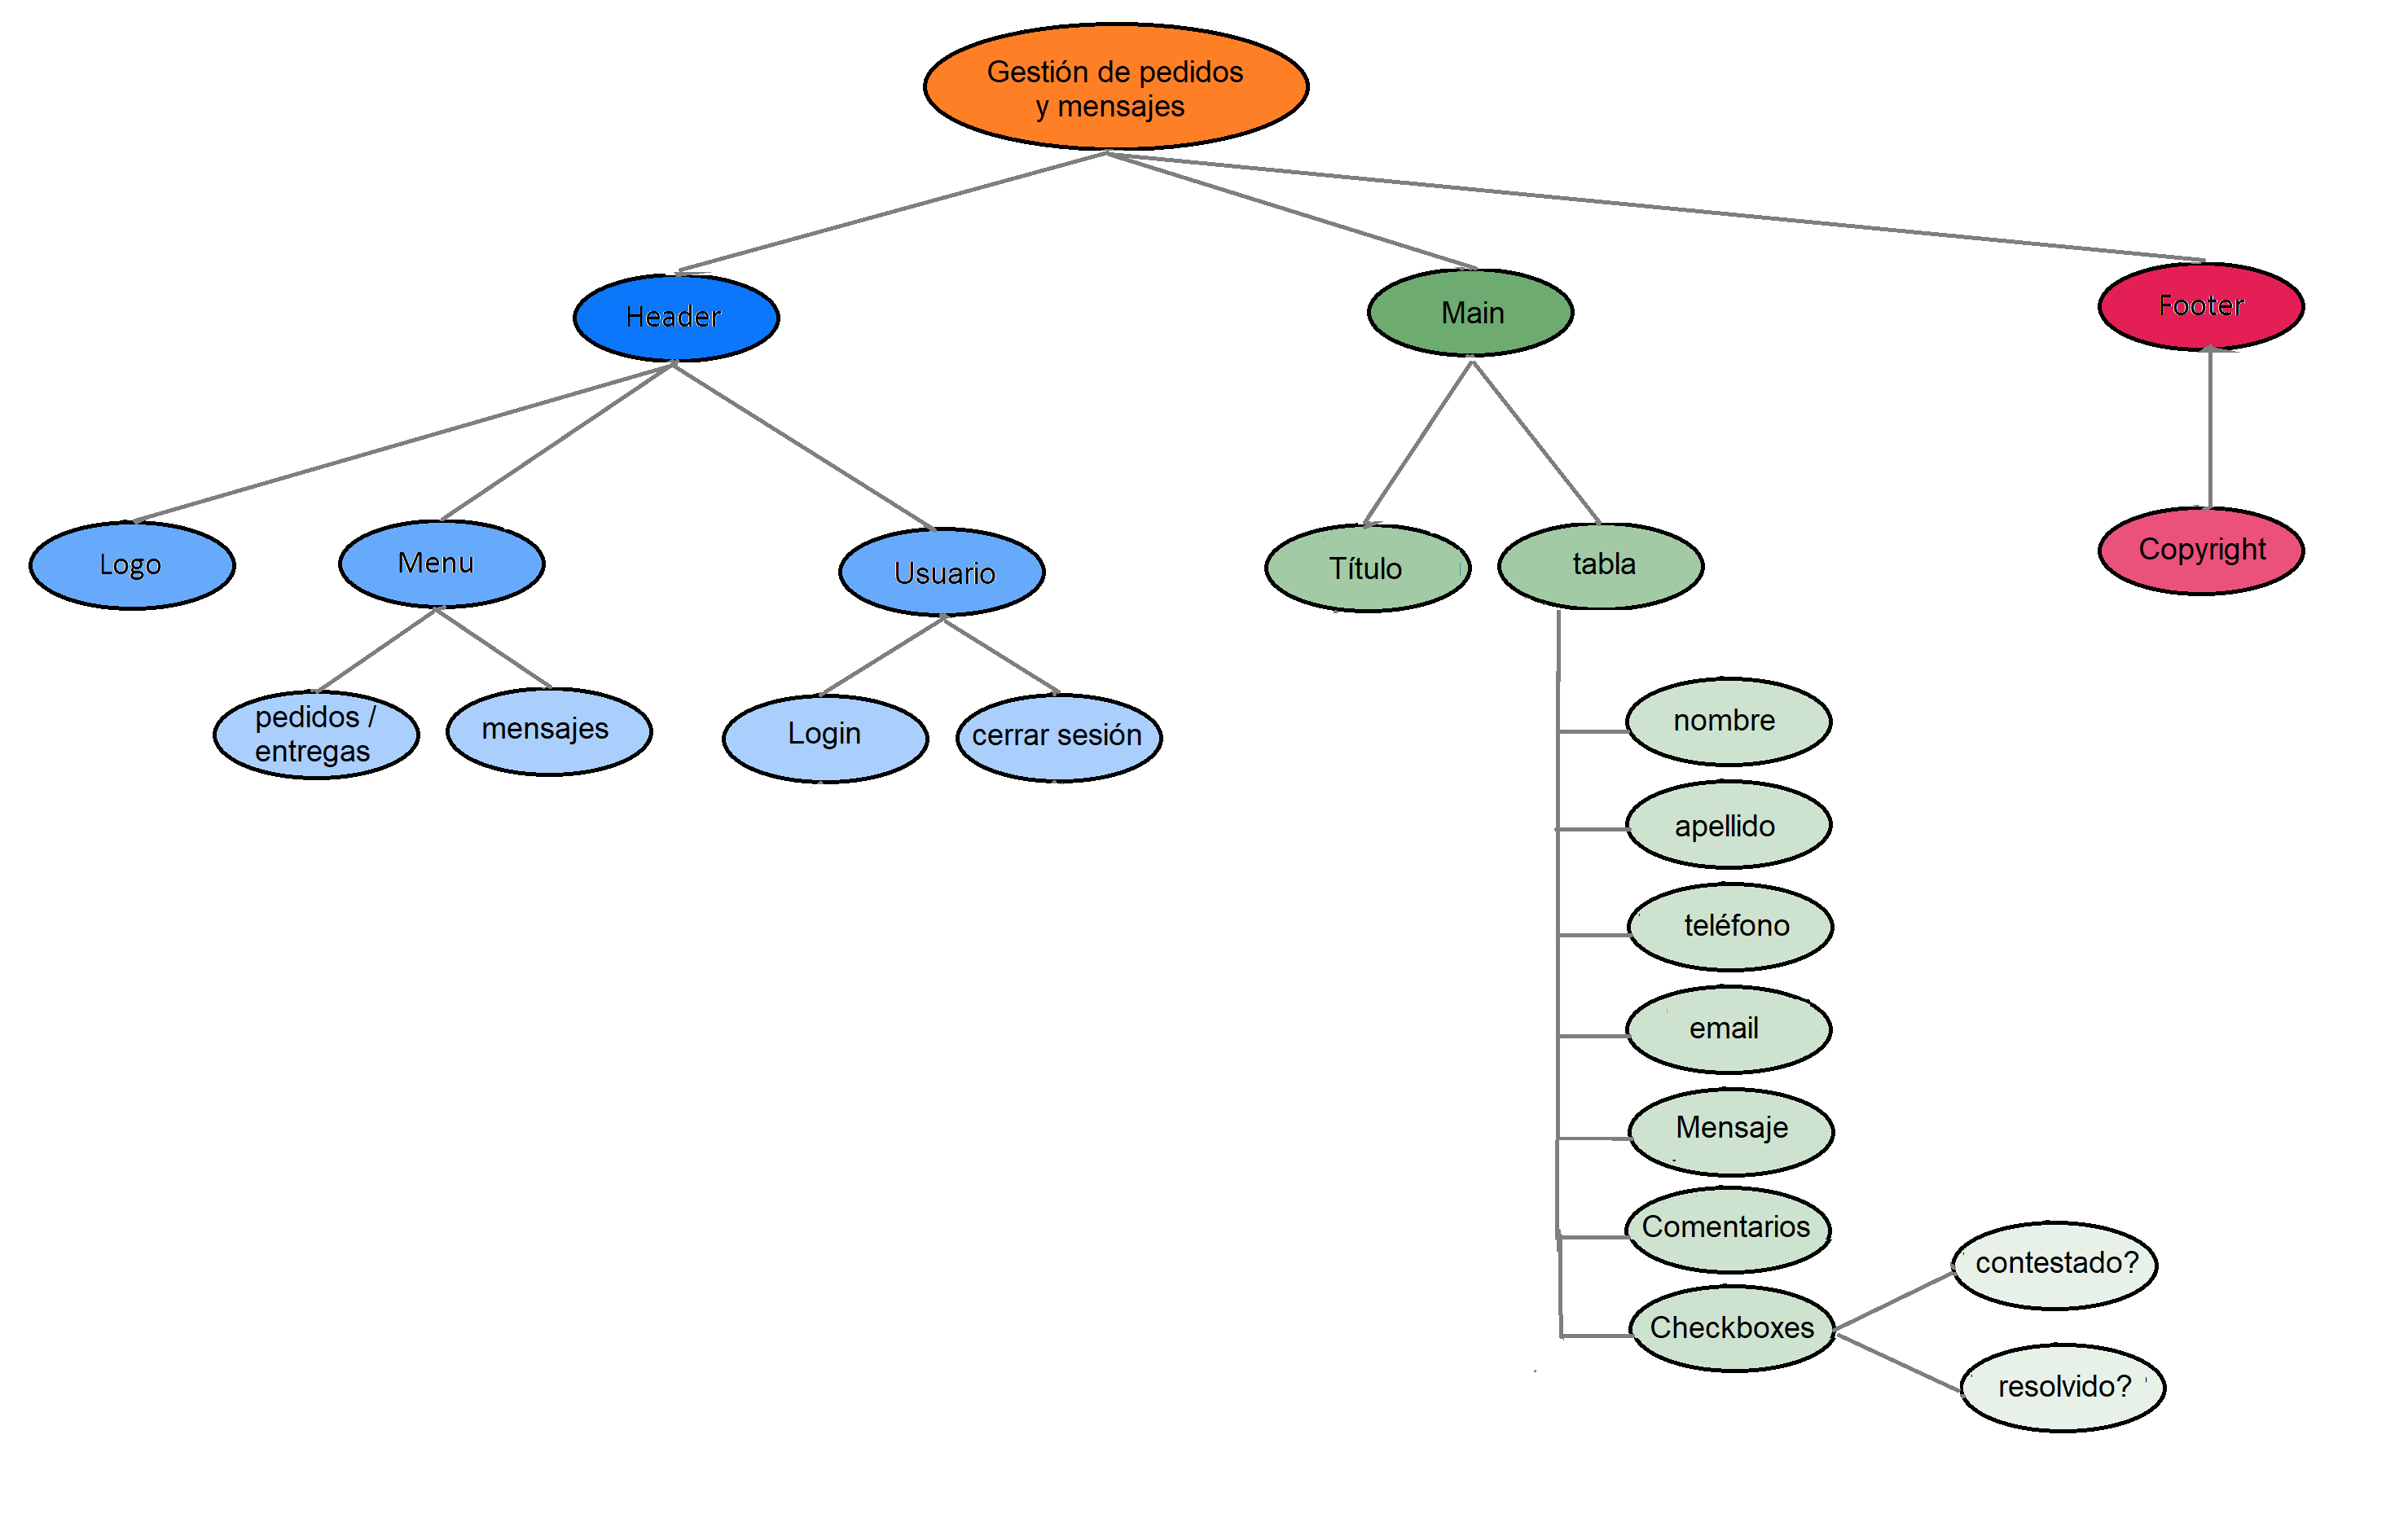 Gestión de pedidos
y mensajes
Header
Main
Footer
Logo
Menu
Usuario
Título
tabla
Copyright
pedidos /
entregas
mensajes
Login
cerrar sesión
nombre
apellido
teléfono
email
Mensaje
Comentarios
Checkboxes
contestado?
resolvido?